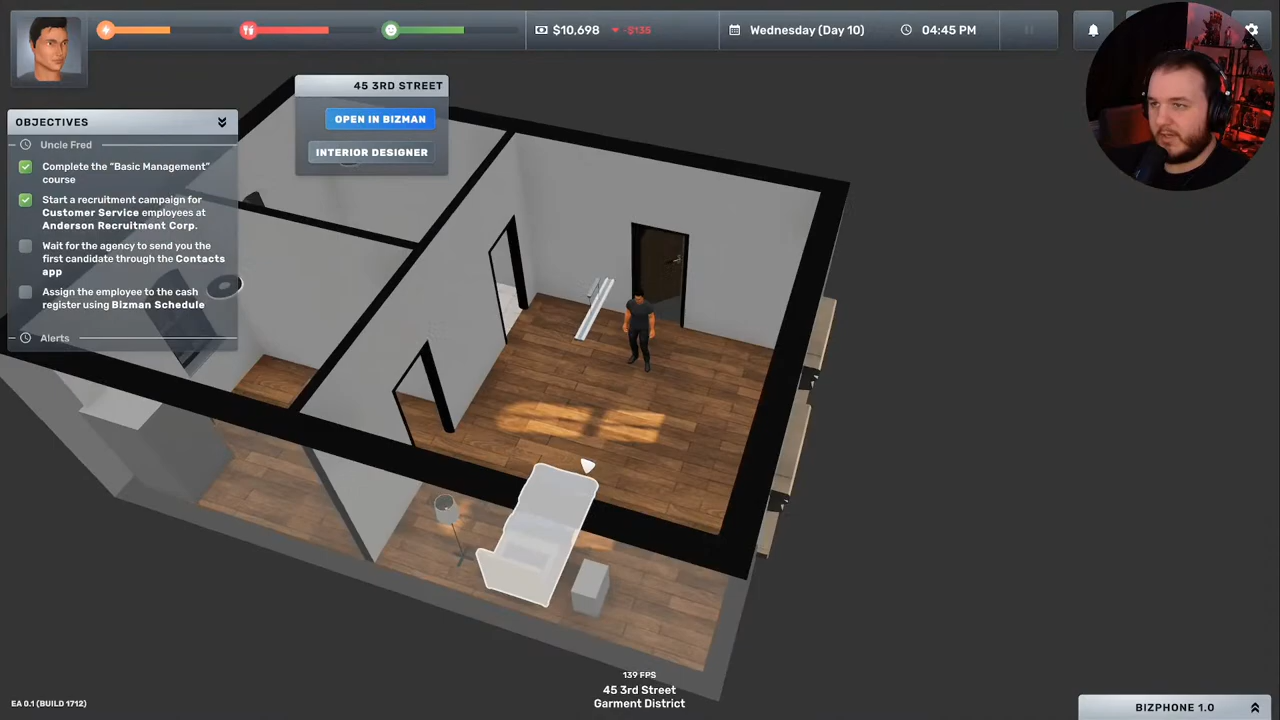 $10,698 -$135
Wednesday (Day 10)
04:45 PM
45 3RD STREET
OPEN IN BIZMAN
INTERIOR DESIGNER
OBJECTIVES
Uncle Fred
Complete the "Basic Management"
course
Start a recruitment campaign for
Customer Service employees at
Anderson Recruitment Corp.
Wait for the agency to send you the
first candidate through the Contacts
app
Assign the employee to the cash
register using Bizman Schedule
Alerts
139 FPS
45 3rd Street
Garment District
EA 0.1 (BUILD 1712)
BIZPHONE 1.0